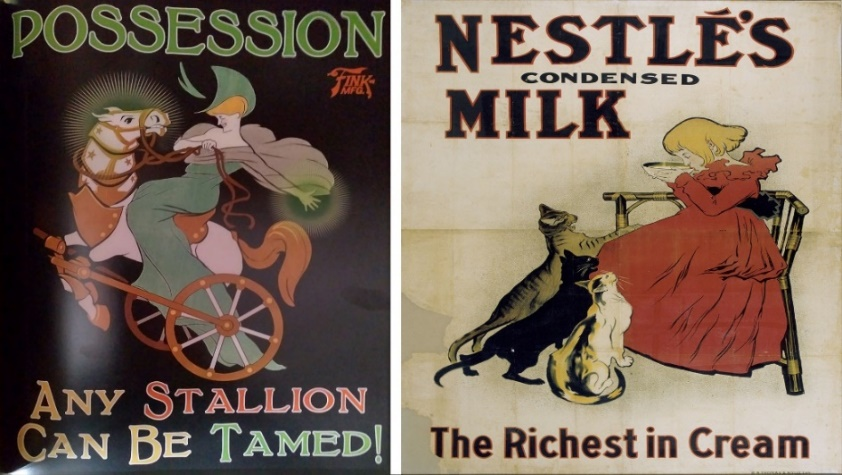 POSSESSION
FINK
MFG.
ANY STALLION
CAN BE TAMED!
NESTLÉ'S
CONDENSED
MILK
The Richest in Cream